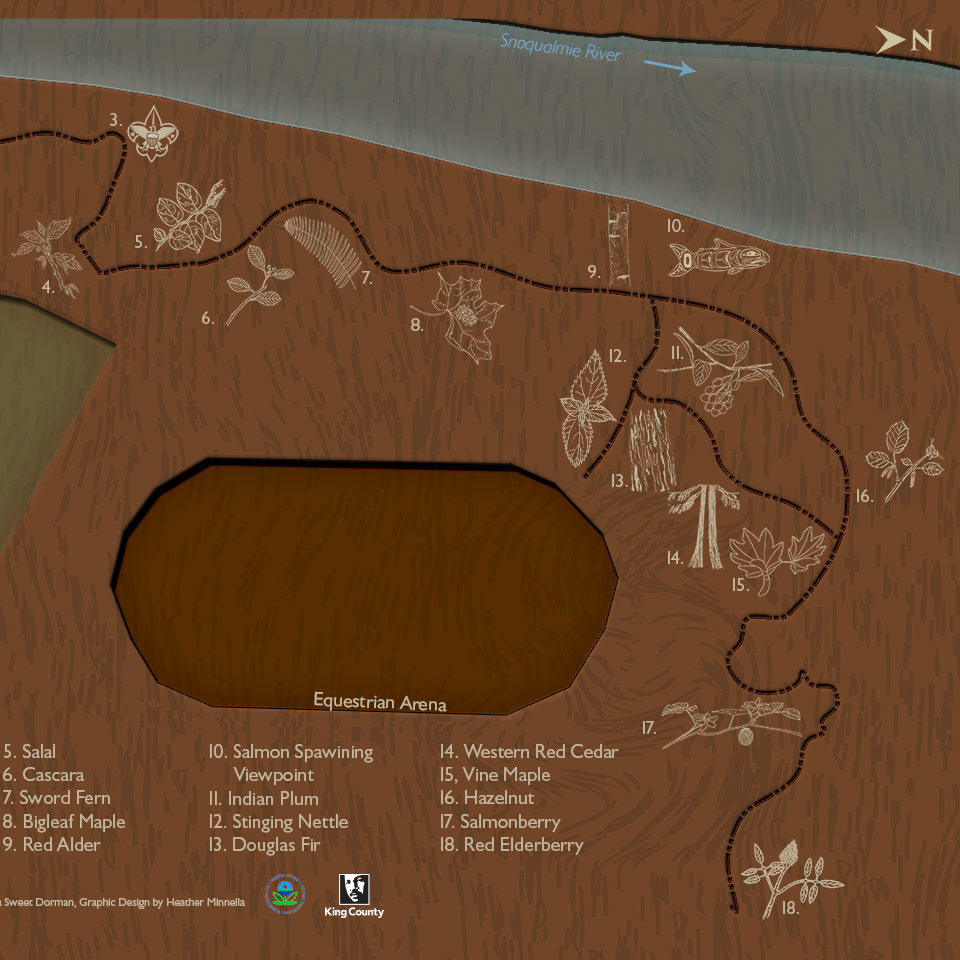 N
Snoqualmie River
3.
10.
5.
9.
7.
4.
6.
8.
11.
12.
13.
16.
14.
15.
Equestrian Arena
17.
5. Salal
6. Cascara
7. Sword Fern
8. Bigleaf Maple
9. Red Alder
10. Salmon Spawining
Viewpoint
11. Indian Plum
12. Stinging Nettle
13. Douglas Fir
14. Western Red Cedar
15, Vine Maple
16. Hazelnut
17. Salmonberry
18. Red Elderberry
Sweet Dorman, Graphic Design by Heather Minnella
King County
18.